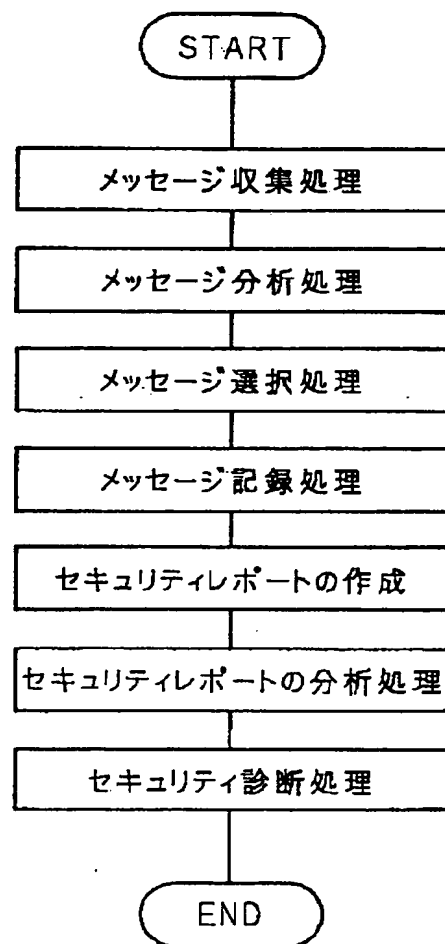 START
メッセージ収集処理
メッセージ分析処理
メッセージ選択処理
メッセージ記録処理
セキュリティレポートの作成
セキュリティレポートの分析処理
セキュリティ診断処理
END